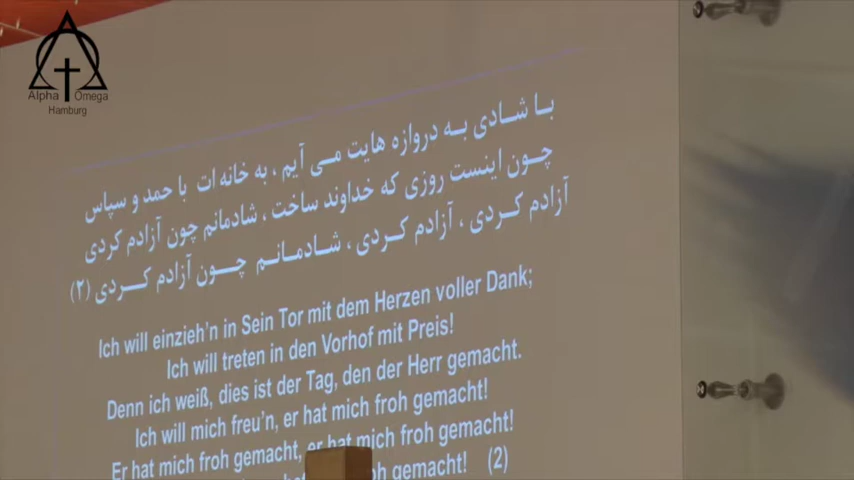 Alpha Omega
Hamburg
با شادی به دروازه هایت می آیم ، به خانه ات با حمد و سپاس
چون اینست روزی که خداوند ساخت ، شادمانم چون آزادم کردی
آزادم کردی ، آزادم کردی ، شادمانم چون آزادم کردی (۲)
Ich will einzieh'n in Sein Tor mit dem Herzen voller Dank;
Ich will treten in den Vorhof mit Preis!
Denn ich weiß, dies ist der Tag, den der Herr gemacht.
Ich will mich freu'n, er hat mich froh gemacht!
Er hat mich froh gemacht, er hat mich froh gemacht!
froh gemacht! (2)